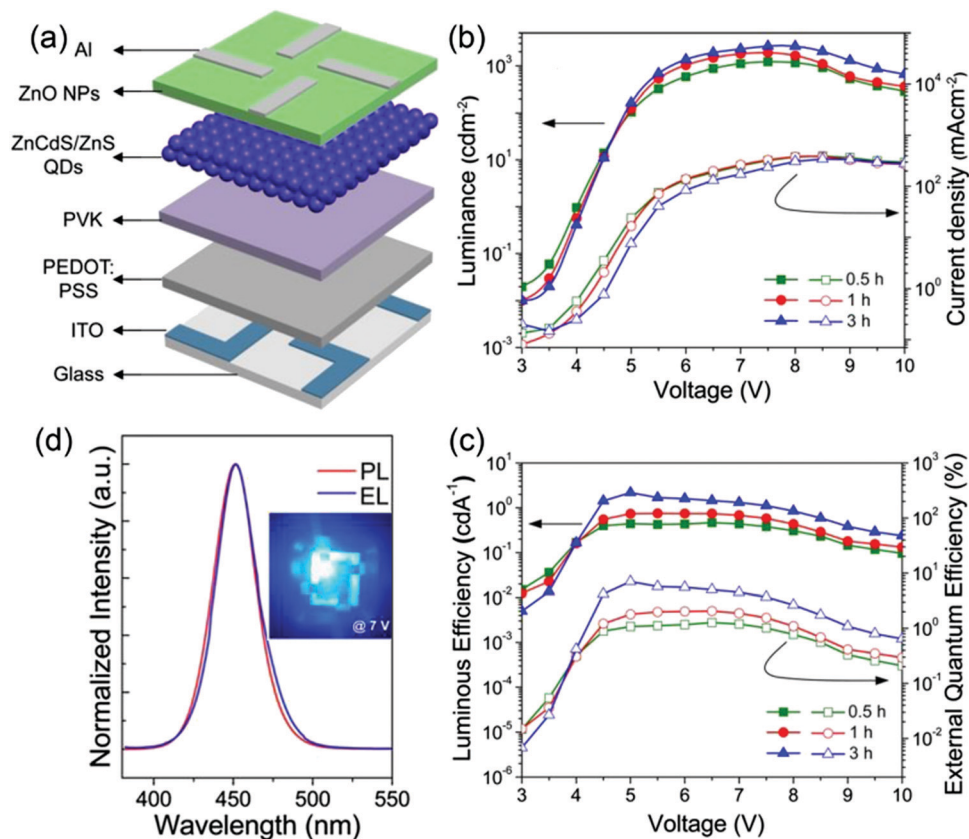 (a)
Al
ZnO NPs
ZnCdS/ZnS
QDs
PVK
PEDOT:
PSS
ITO
Glass
(b)
Luminance (cdm⁻²)
10³
10¹
10⁻¹
10⁻³
3 4 5 6 7 8 9 10
Voltage (V)
10⁴
10²
10⁰
Current density (mAcm⁻²)
0.5 h
1 h
3 h
(d)
Normalized Intensity (a.u.)
PL
EL
@ 7 V
400 450 500 550
Wavelength (nm)
(c)
Luminous Efficiency (cdA⁻¹)
10¹
10⁰
10⁻¹
10⁻²
10⁻³
10⁻⁴
10⁻⁵
10⁻⁶
3 4 5 6 7 8 9 10
Voltage (V)
10³
10²
10¹
10⁰
10⁻¹
10⁻²
External Quantum Efficiency (%)
0.5 h
1 h
3 h